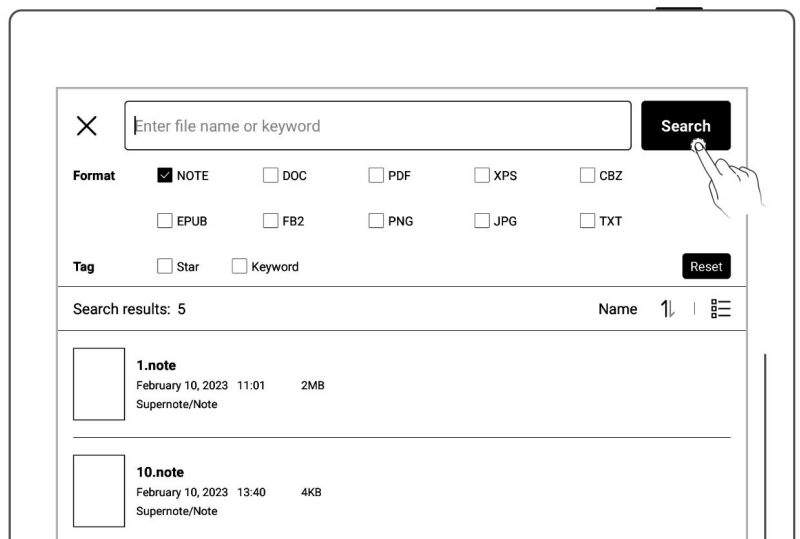 Enter file name or keyword Search
Format NOTE DOC PDF XPS CBZ
EPUB FB2 PNG JPG TXT
Tag Star Keyword Reset
Search results: 5 Name
1.note
February 10, 2023 11:01 2MB
Supernote/Note
10.note
February 10, 2023 13:40 4KB
Supernote/Note